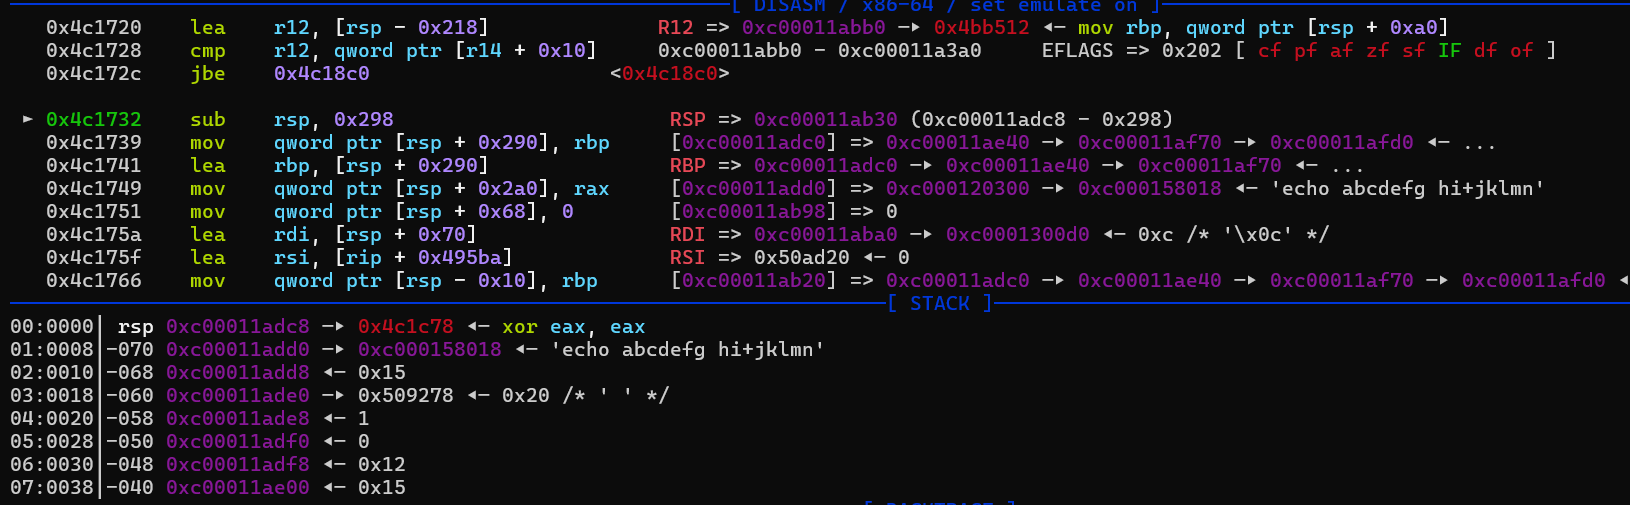 [ DISASM / x86-64 / set emulate on ]
0x4c1720 lea r12, [rsp - 0x218] R12 => 0xc00011abb0 —▸ 0x4bb512 ◂— mov rbp, qword ptr [rsp + 0xa0]
0x4c1728 cmp r12, qword ptr [r14 + 0x10] 0xc00011abb0 - 0xc00011a3a0 EFLAGS => 0x202 [ cf pf af zf sf IF df of ]
0x4c172c jbe 0x4c18c0 <0x4c18c0>
► 0x4c1732 sub rsp, 0x298 RSP => 0xc00011ab30 (0xc00011adc8 - 0x298)
0x4c1739 mov qword ptr [rsp + 0x290], rbp [0xc00011adc0] => 0xc00011ae40 —▸ 0xc00011af70 —▸ 0xc00011afd0 ◂— ...
0x4c1741 lea rbp, [rsp + 0x290] RBP => 0xc00011adc0 —▸ 0xc00011ae40 —▸ 0xc00011af70 ◂— ...
0x4c1749 mov qword ptr [rsp + 0x2a0], rax [0xc00011add0] => 0xc000120300 —▸ 0xc000158018 ◂— 'echo abcdefg hi+jklmn'
0x4c1751 mov qword ptr [rsp + 0x68], 0 [0xc00011ab98] => 0
0x4c175a lea rdi, [rsp + 0x70] RDI => 0xc00011aba0 —▸ 0xc0001300d0 ◂— 0xc /* '\x0c' */
0x4c175f lea rsi, [rip + 0x495ba] RSI => 0x50ad20 ◂— 0
0x4c1766 mov qword ptr [rsp - 0x10], rbp [0xc00011ab20] => 0xc00011adc0 —▸ 0xc00011ae40 —▸ 0xc00011af70 —▸ 0xc00011afd0 ◂
[ STACK ]
00:0000│ rsp 0xc00011adc8 —▸ 0x4c1c78 ◂— xor eax, eax
01:0008│-070 0xc00011add0 —▸ 0xc000158018 ◂— 'echo abcdefg hi+jklmn'
02:0010│-068 0xc00011add8 ◂— 0x15
03:0018│-060 0xc00011ade0 —▸ 0x509278 ◂— 0x20 /* ' ' */
04:0020│-058 0xc00011ade8 ◂— 1
05:0028│-050 0xc00011adf0 ◂— 0
06:0030│-048 0xc00011adf8 ◂— 0x12
07:0038│-040 0xc00011ae00 ◂— 0x15